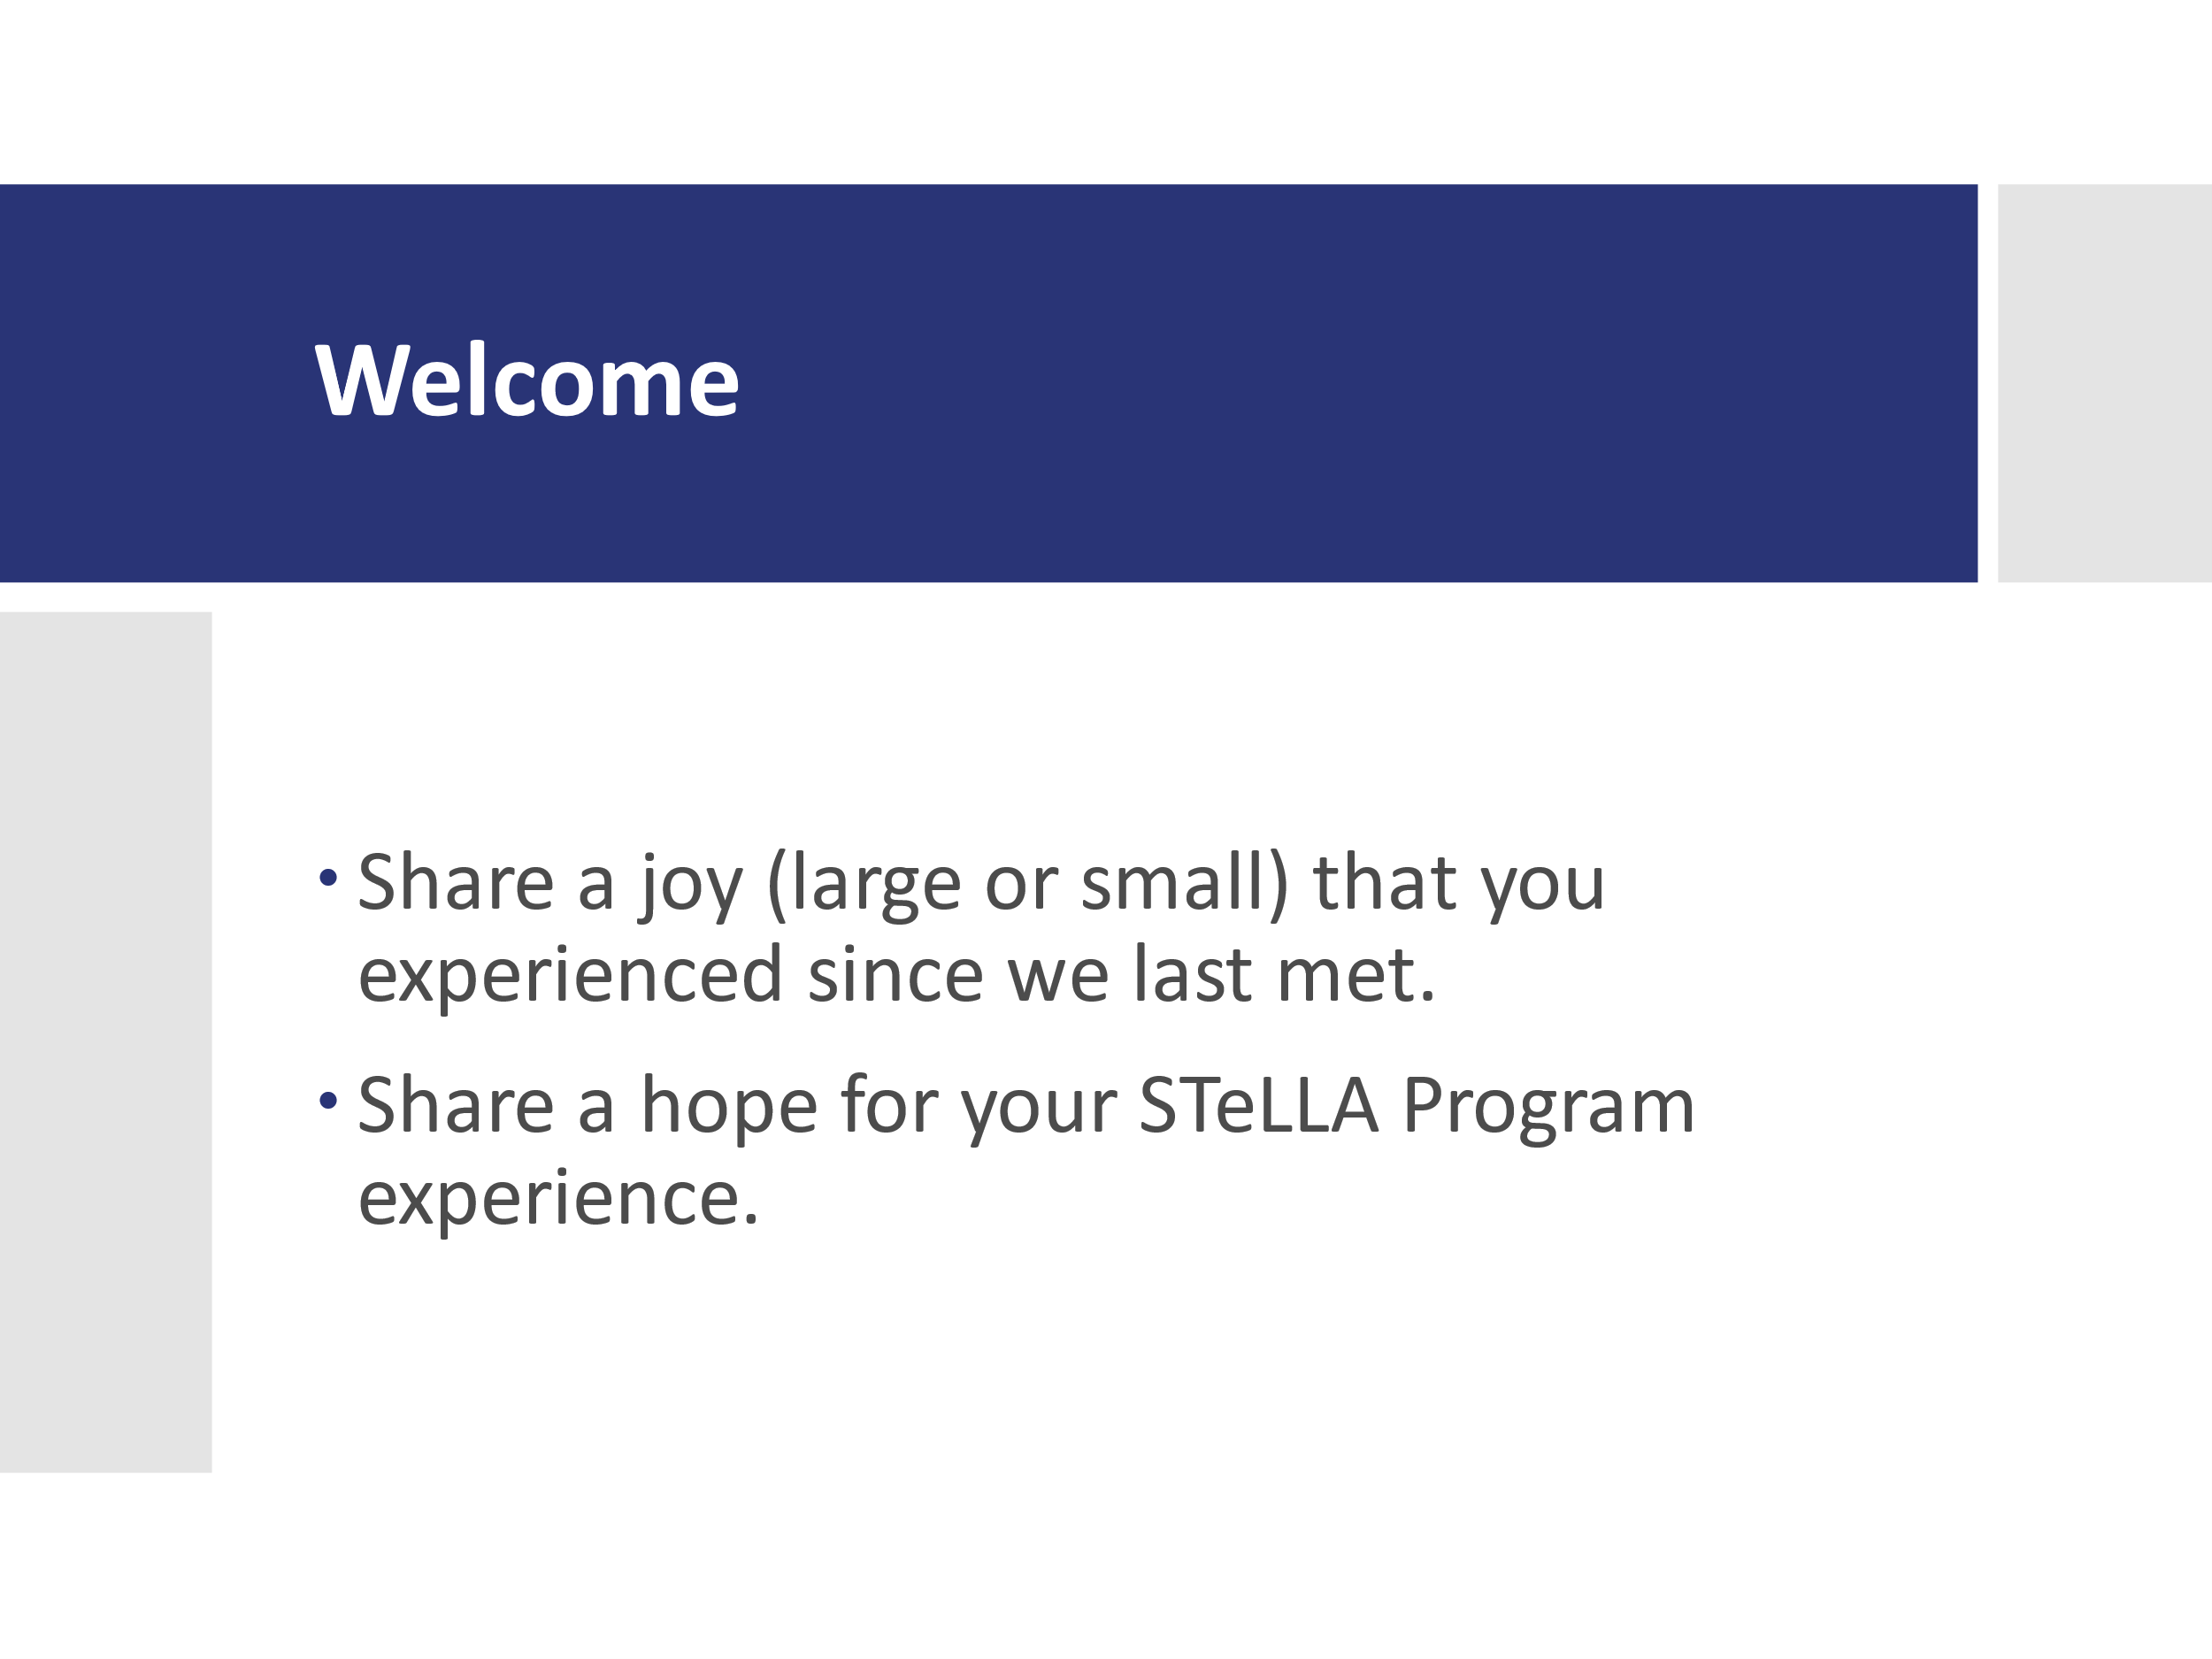 Welcome
• Share a joy (large or small) that you
experienced since we last met.
• Share a hope for your STeLLA Program
experience.